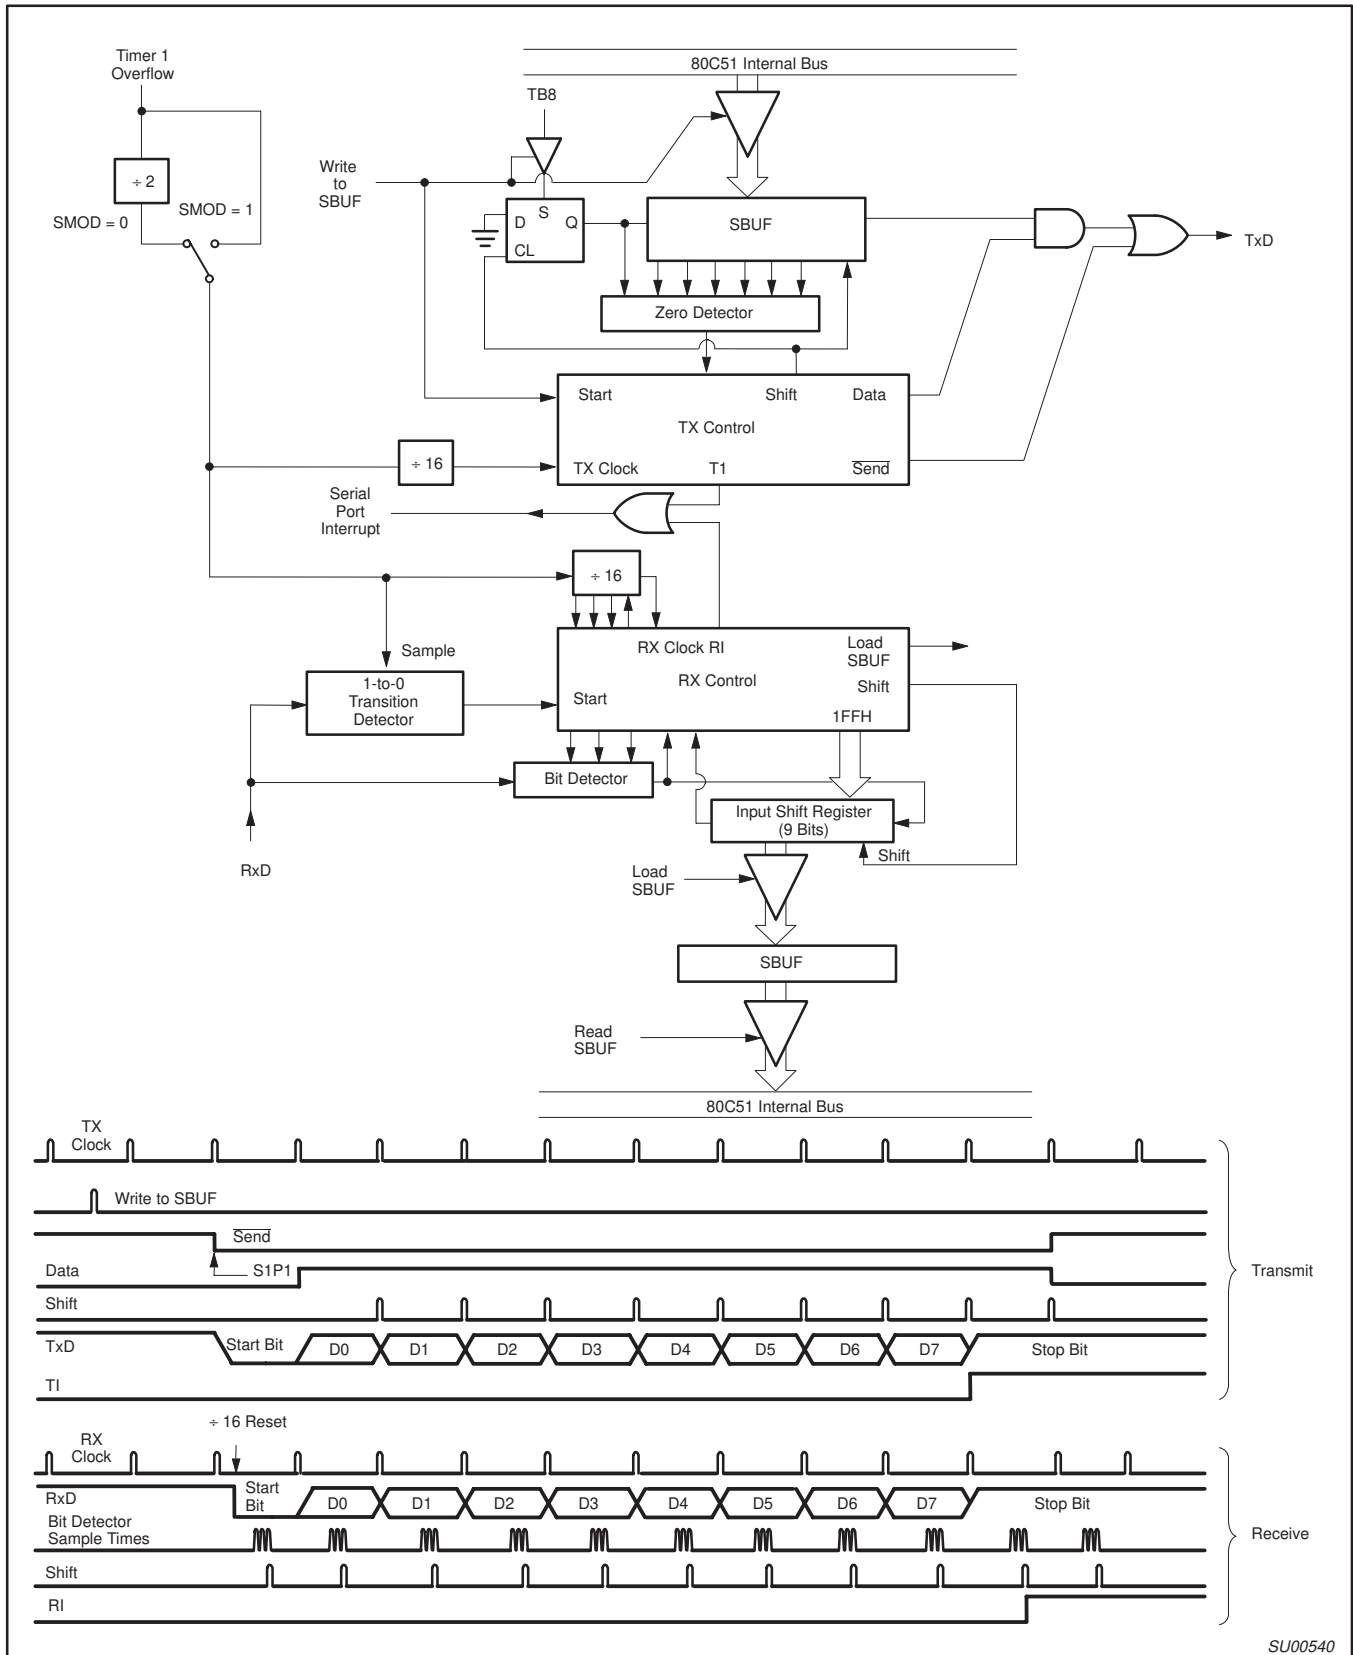 Timer 1
Overflow
80C51 Internal Bus
TB8
÷ 2
Write
to
SBUF
SMOD = 1
SMOD = 0
S
D
Q
CL
SBUF
TxD
Zero Detector
Start
Shift
Data
TX Control
÷ 16
TX Clock
T1
Send
Serial
Port
Interrupt
÷ 16
Sample
RX Clock RI
Load
SBUF
RX Control
Shift
1-to-0
Transition
Detector
Start
1FFH
Bit Detector
Input Shift Register
(9 Bits)
Shift
RxD
Load
SBUF
SBUF
Read
SBUF
80C51 Internal Bus
TX
Clock
Write to SBUF
Send
Data
S1P1
Transmit
Shift
TxD
Start Bit
D0
D1
D2
D3
D4
D5
D6
D7
Stop Bit
TI
÷ 16 Reset
RX
Clock
RxD
Start
Bit
D0
D1
D2
D3
D4
D5
D6
D7
Stop Bit
Bit Detector
Sample Times
Receive
Shift
RI
SU00540